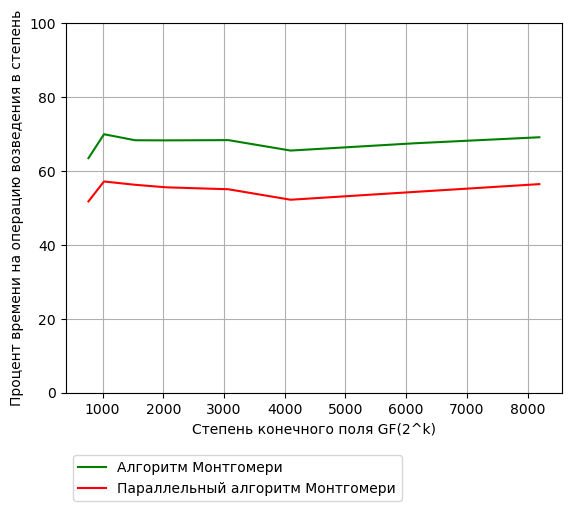 Процент времени на операцию возведения в степень
100
80
60
40
20
0
1000 2000 3000 4000 5000 6000 7000 8000
Степень конечного поля GF(2^k)
Алгоритм Монтгомери
Параллельный алгоритм Монтгомери